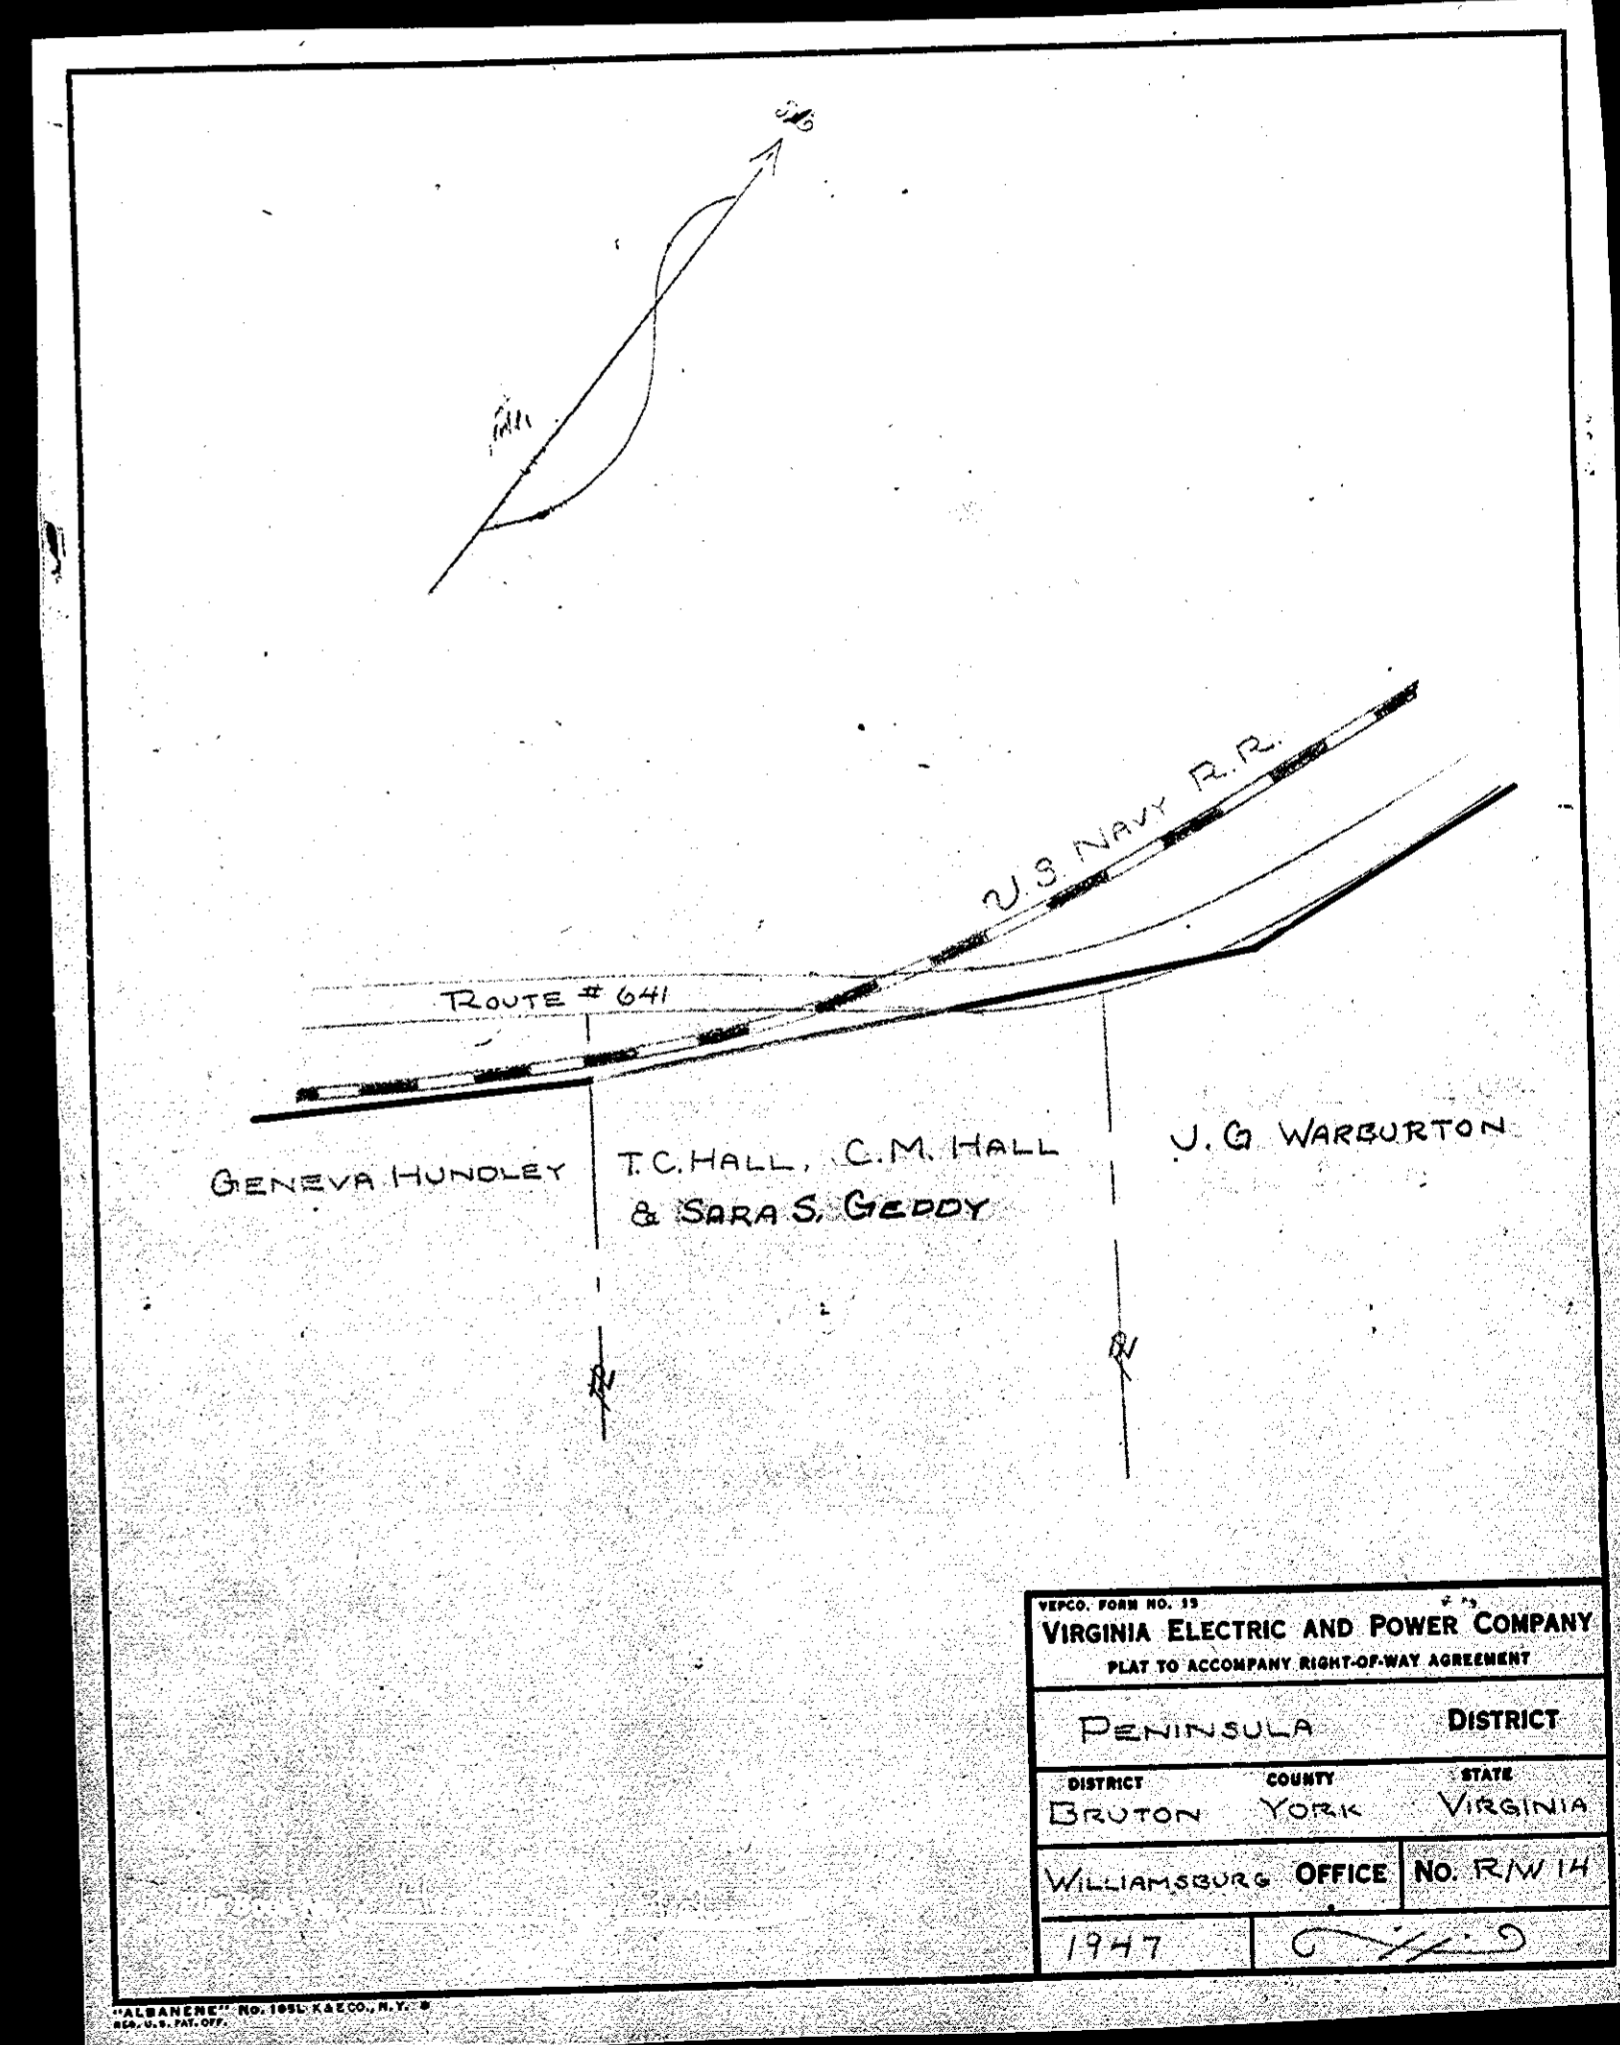 U.S. NAVY R.R.
ROUTE # 641
GENEVA HUNDLEY
T.C. HALL, C.M. HALL
& SARA S. GEDDY
J. G WARBURTON
VEPCO. FORM NO. 15
VIRGINIA ELECTRIC AND POWER COMPANY
PLAT TO ACCOMPANY RIGHT-OF-WAY AGREEMENT
PENINSULA DISTRICT
DISTRICT COUNTY STATE
BRUTON YORK VIRGINIA
WILLIAMSBURG OFFICE NO. R/W 14
1947
"ALBANENE" NO. 195L K & E CO., N.Y. ®
REG. U.S. PAT. OFF.